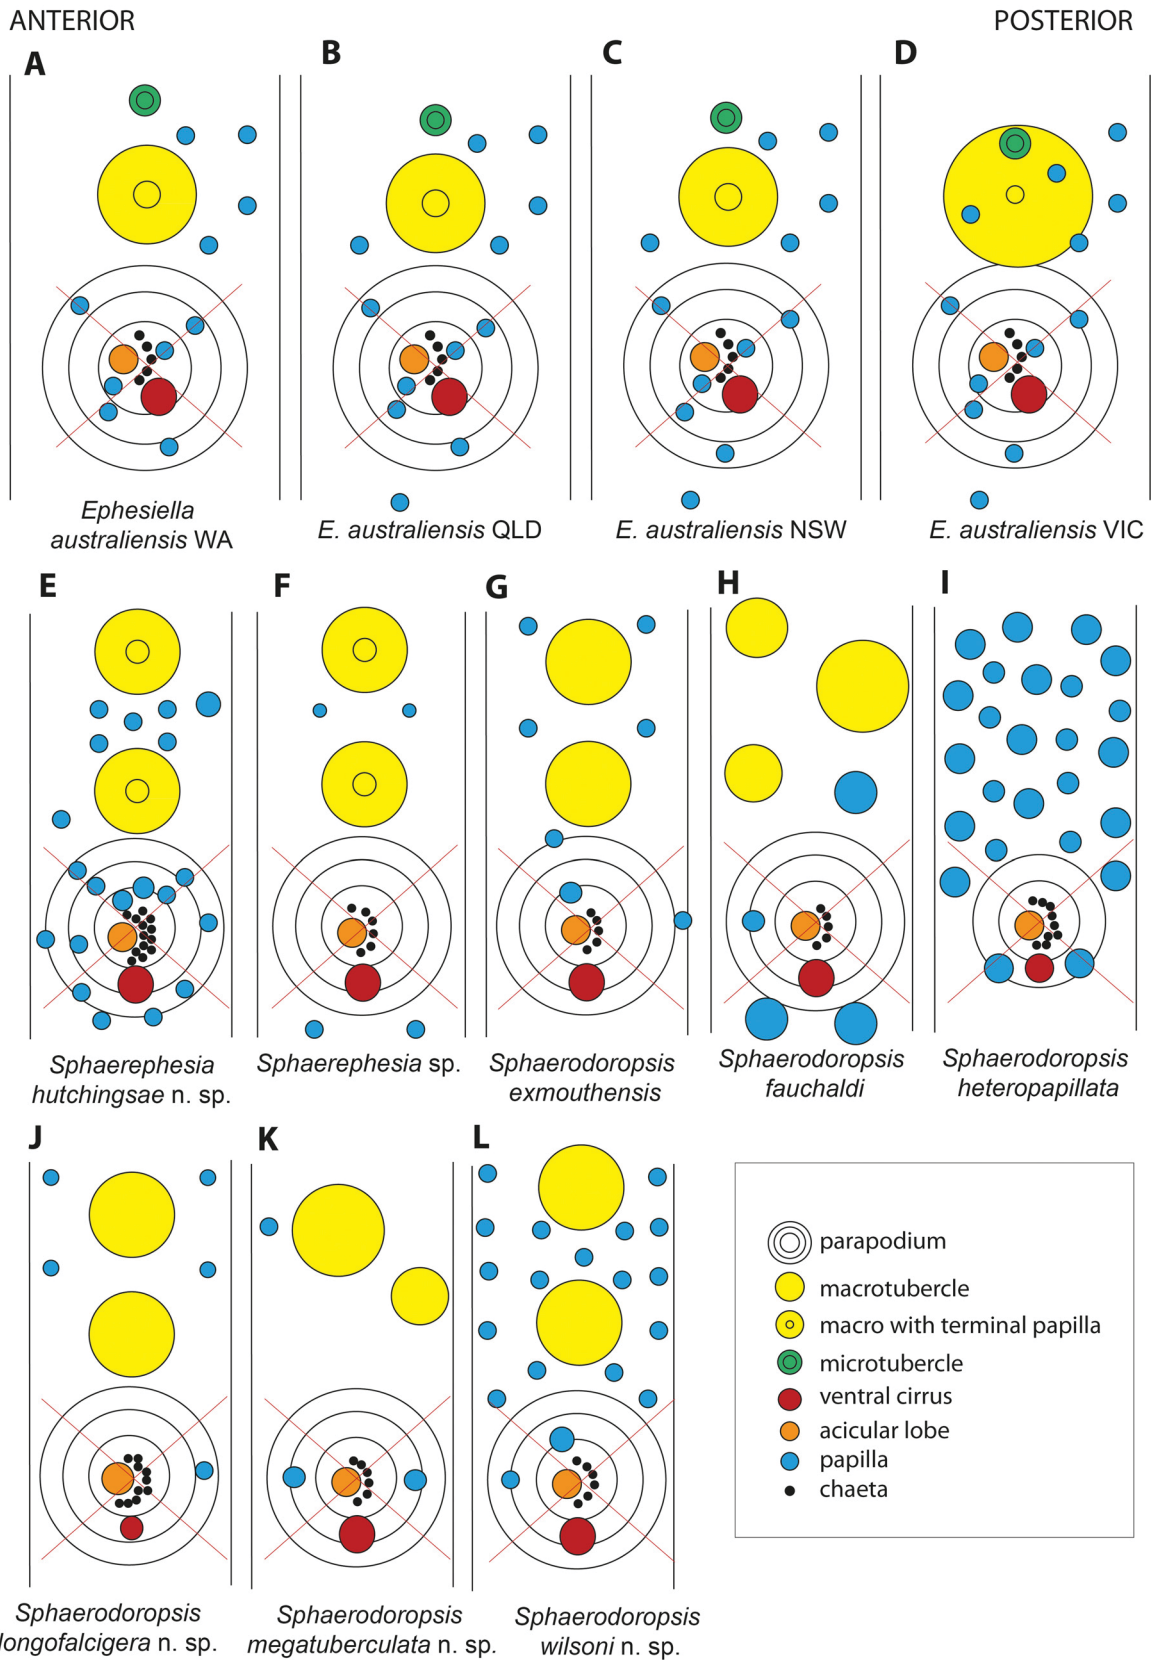 ANTERIOR
POSTERIOR
A
B
C
D
Ephesiella
australiensis WA
E. australiensis QLD
E. australiensis NSW
E. australiensis VIC
E
F
G
H
I
Sphaerephesia
hutchingsae n. sp.
Sphaerephesia sp.
Sphaerodoropsis
exmouthensis
Sphaerodoropsis
fauchaldi
Sphaerodoropsis
heteropapillata
J
K
L
parapodium
macrotubercle
macro with terminal papilla
microtubercle
ventral cirrus
acicular lobe
papilla
chaeta
Sphaerodoropsis
longofalcigera n. sp.
Sphaerodoropsis
megatuberculata n. sp.
Sphaerodoropsis
wilsoni n. sp.